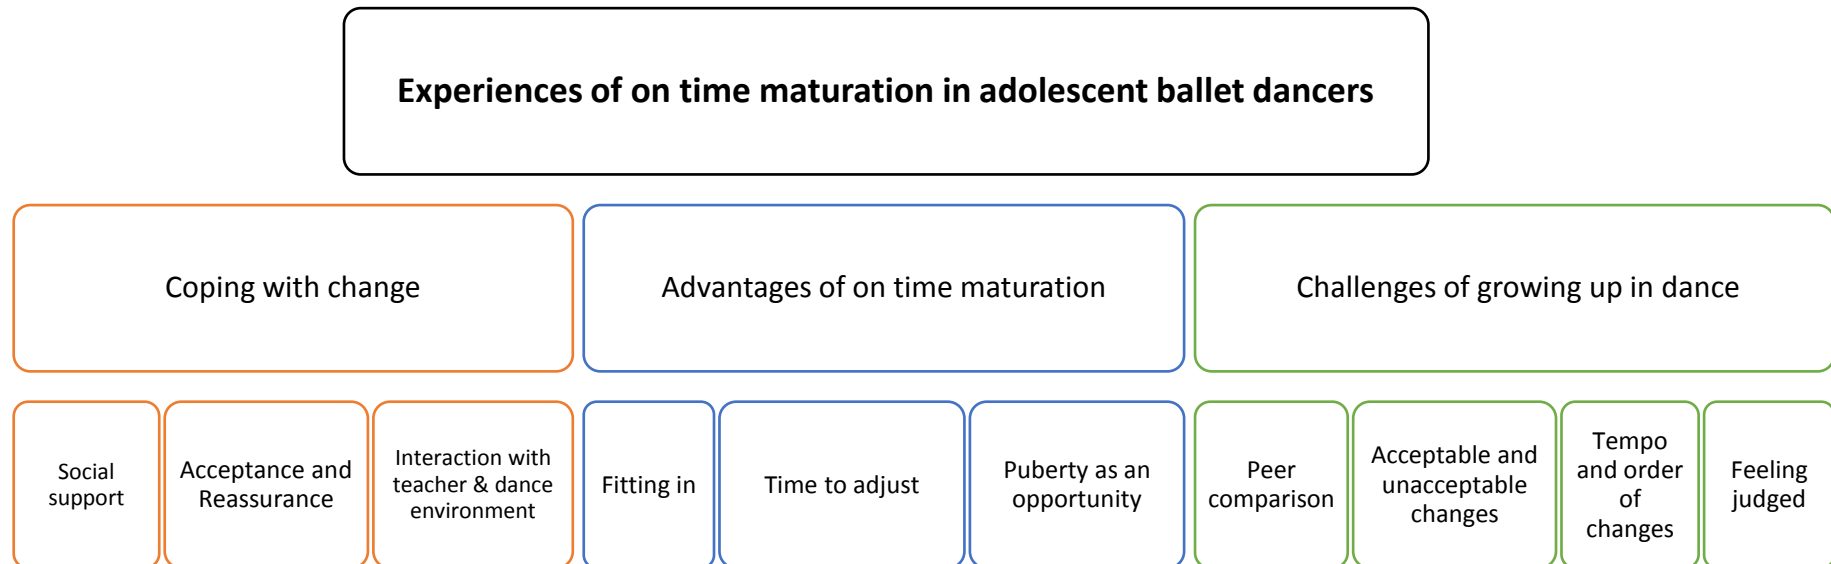 Experiences of on time maturation in adolescent ballet dancers
Coping with change
Advantages of on time maturation
Challenges of growing up in dance
Social
support
Acceptance and
Reassurance
Interaction with
teacher & dance
environment
Fitting in
Time to adjust
Puberty as an
opportunity
Peer
comparison
Acceptable and
unacceptable
changes
Tempo
and order
of
changes
Feeling
judged